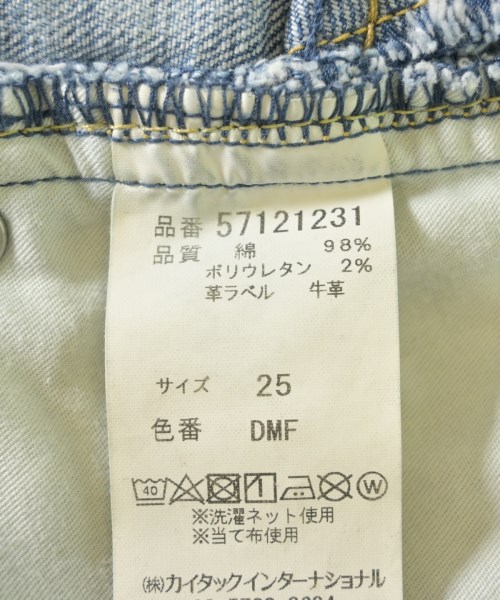 品番 57121231
品質 綿 98%
ポリウレタン 2%
革ラベル 牛革
サイズ 25
色番 DMF
40 W
※洗濯ネット使用
※当て布使用
㈱カイタックインターナショナル